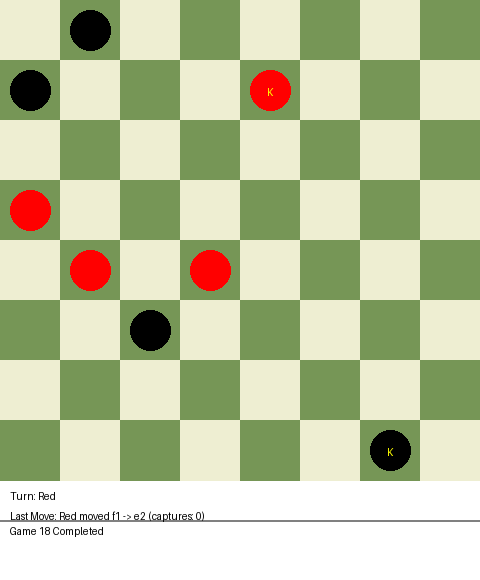 K
K
Turn: Red
Last Move: Red moved f1 -> e2 (captures: 0)
Game 18 Completed